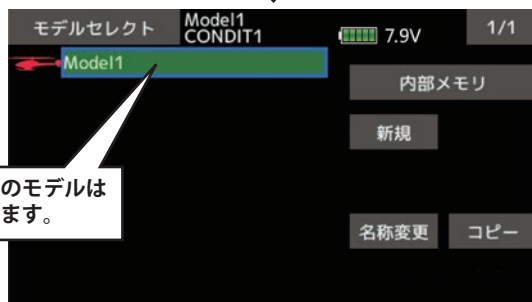 モデルセレクト
Model1
CONDIT1
7.9V
1/1
Model1
内部メモリ
新規
のモデルは
ます。
名称変更
コピー